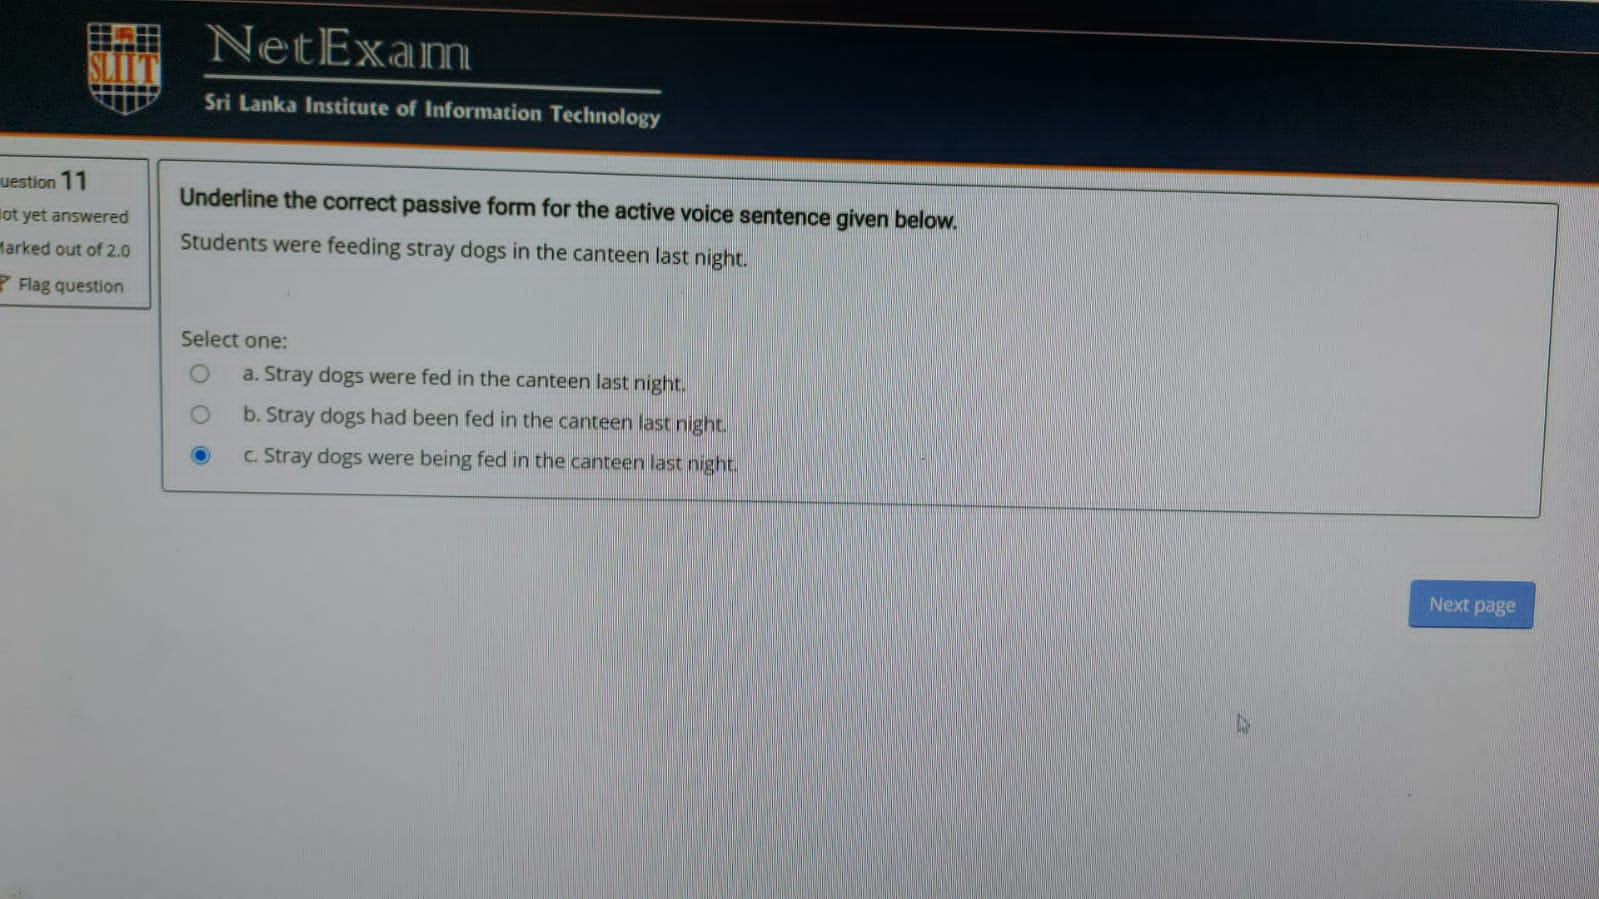 SLIIT
NetExam
Sri Lanka Institute of Information Technology
uestion 11
ot yet answered
arked out of 2.0
Flag question
Underline the correct passive form for the active voice sentence given below.
Students were feeding stray dogs in the canteen last night.
Select one:
a. Stray dogs were fed in the canteen last night.
b. Stray dogs had been fed in the canteen last night.
c. Stray dogs were being fed in the canteen last night.
Next page